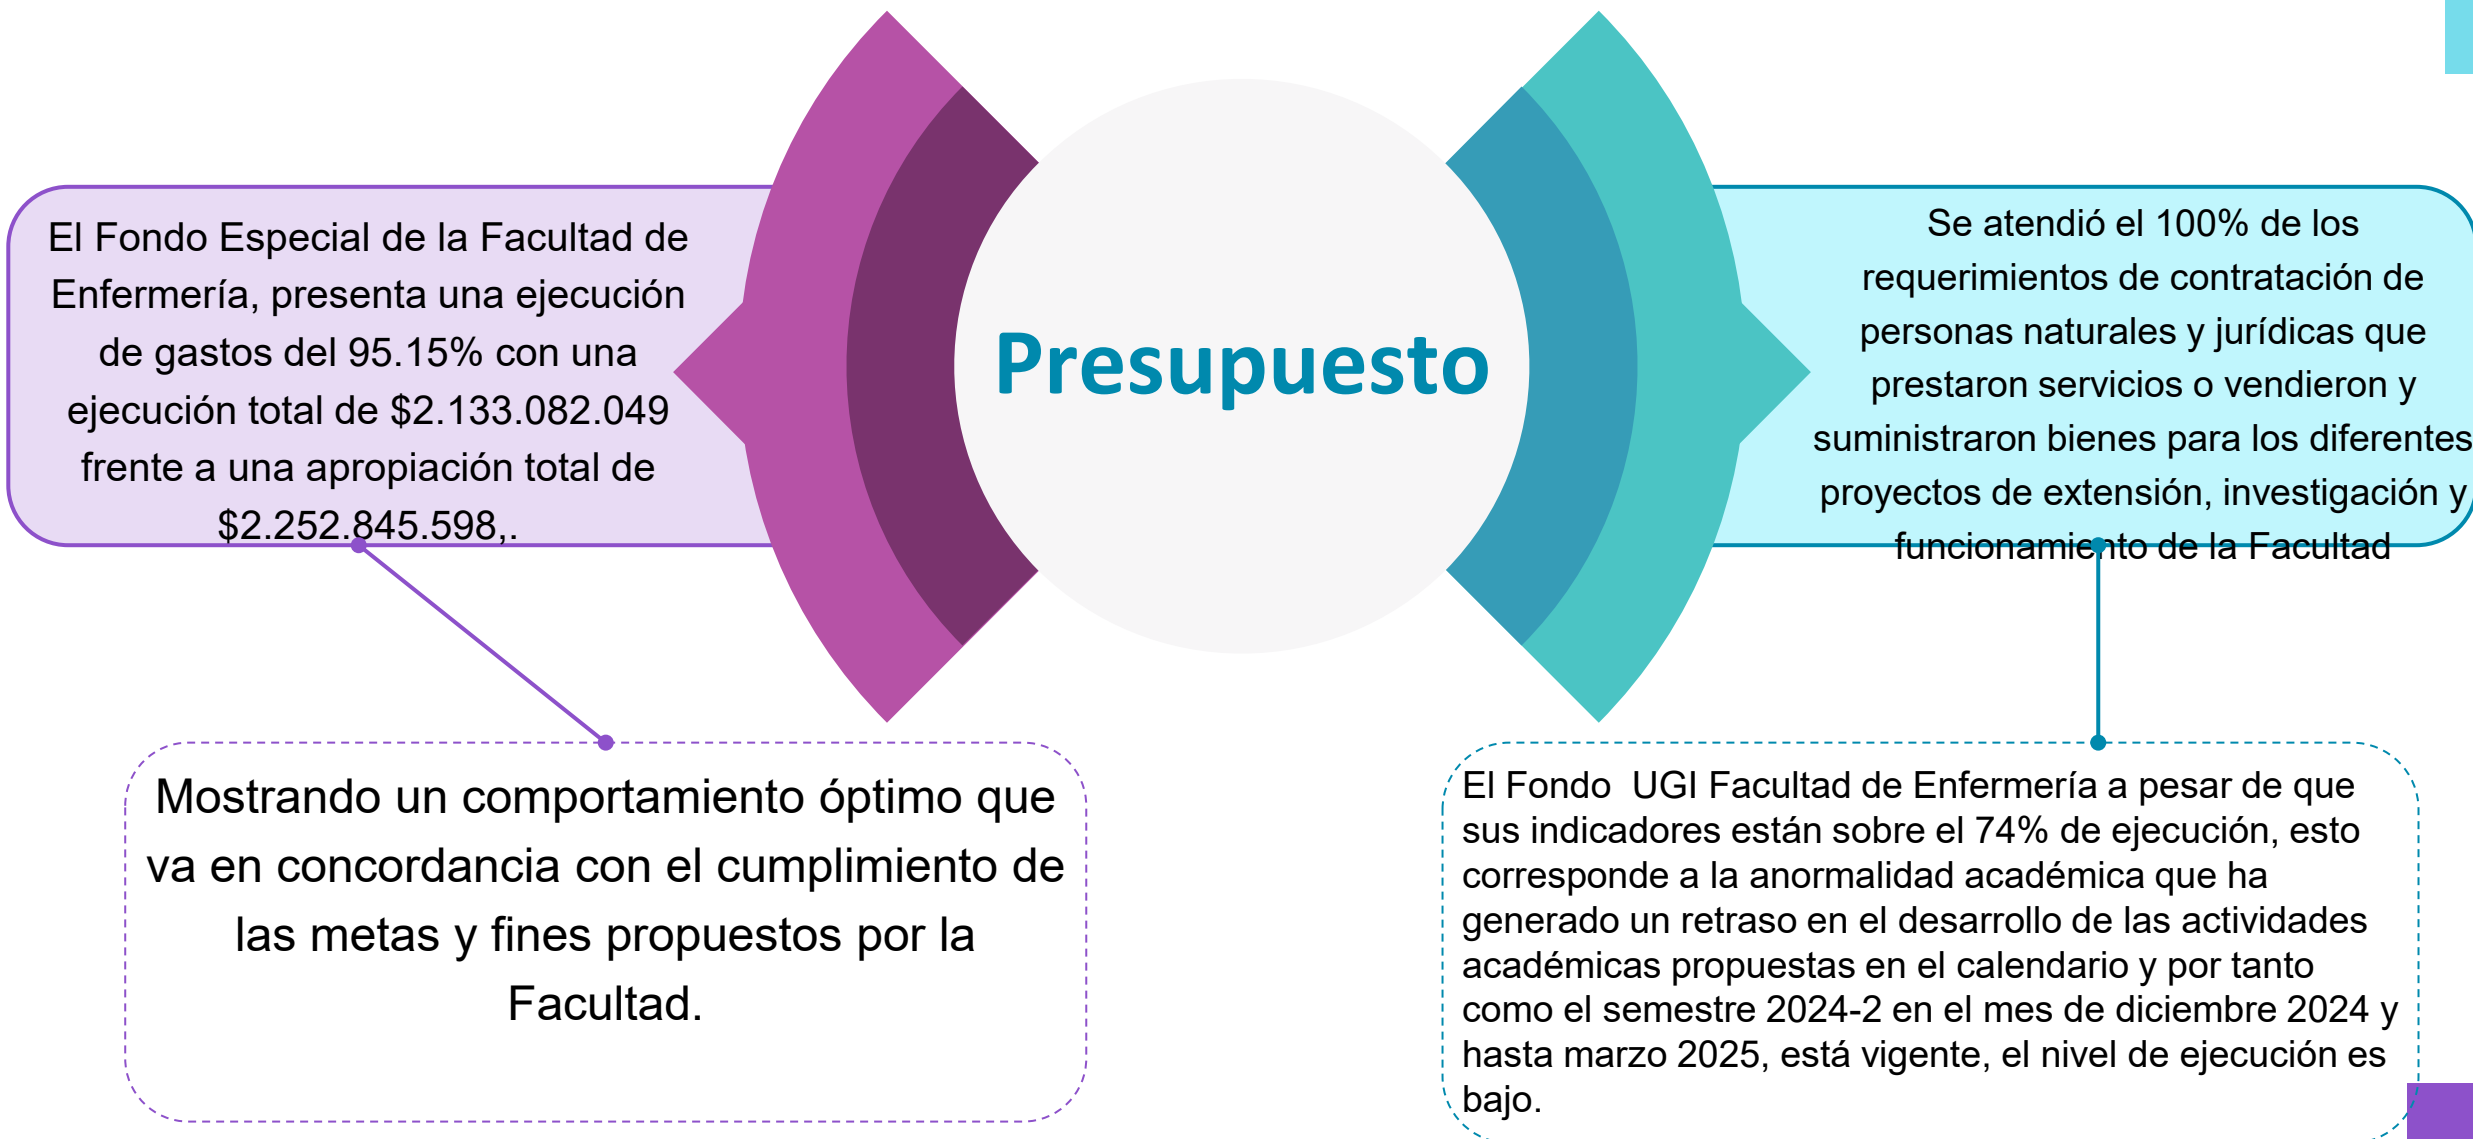 El Fondo Especial de la Facultad de
Enfermería, presenta una ejecución
de gastos del 95.15% con una
ejecución total de $2.133.082.049
frente a una apropiación total de
$2.252.845.598,.
Presupuesto
Se atendió el 100% de los
requerimientos de contratación de
personas naturales y jurídicas que
prestaron servicios o vendieron y
suministraron bienes para los diferentes
proyectos de extensión, investigación y
funcionamiento de la Facultad
Mostrando un comportamiento óptimo que
va en concordancia con el cumplimiento de
las metas y fines propuestos por la
Facultad.
El Fondo  UGI Facultad de Enfermería a pesar de que
sus indicadores están sobre el 74% de ejecución, esto
corresponde a la anormalidad académica que ha
generado un retraso en el desarrollo de las actividades
académicas propuestas en el calendario y por tanto
como el semestre 2024-2 en el mes de diciembre 2024 y
hasta marzo 2025, está vigente, el nivel de ejecución es
bajo.